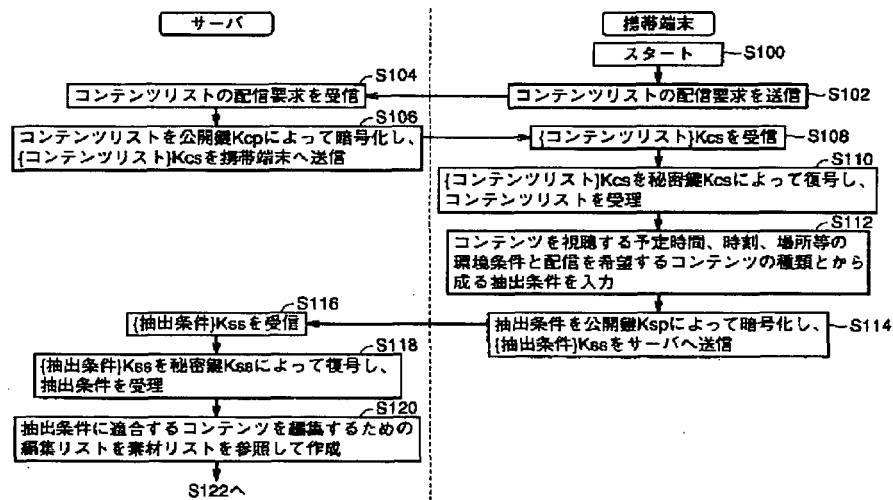 サーバ
携帯端末
スタート
S100
S104
コンテンツリストの配信要求を受信
コンテンツリストの配信要求を送信
S102
S106
コンテンツリストを公開鍵Kcpによって暗号化し、
{コンテンツリスト}Kcsを携帯端末へ送信
{コンテンツリスト}Kcsを受信
S108
S110
{コンテンツリスト}Kcsを秘密鍵Kcsによって復号し、
コンテンツリストを受理
S112
コンテンツを視聴する予定時間、時刻、場所等の
環境条件と配信を希望するコンテンツの種類とから
成る抽出条件を入力
S116
{抽出条件}Kssを受信
抽出条件を公開鍵Kspによって暗号化し、
{抽出条件}Kssをサーバへ送信
S114
S118
{抽出条件}Kssを秘密鍵Kssによって復号し、
抽出条件を受理
S120
抽出条件に適合するコンテンツを編集するための
編集リストを素材リストを参照して作成
S122へ